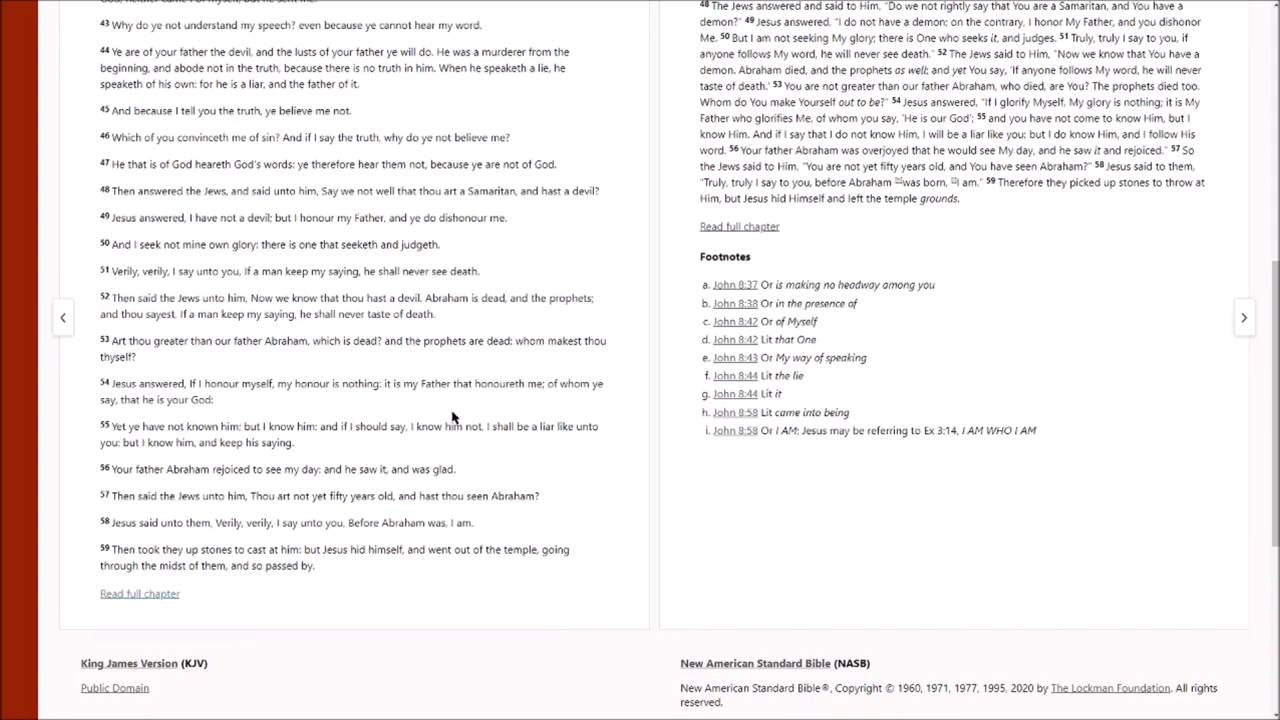 43 Why do ye not understand my speech? even because ye cannot hear my word.
44 Ye are of your father the devil, and the lusts of your father ye will do. He was a murderer from the
beginning, and abode not in the truth, because there is no truth in him. When he speaketh a lie, he
speaketh of his own: for he is a liar, and the father of it.
45 And because I tell you the truth, ye believe me not.
46 Which of you convinceth me of sin? And if I say the truth, why do ye not believe me?
47 He that is of God heareth God's words: ye therefore hear them not, because ye are not of God.
48 Then answered the Jews, and said unto him, Say we not well that thou art a Samaritan, and hast a devil?
49 Jesus answered, I have not a devil; but I honour my Father, and ye do dishonour me.
50 And I seek not mine own glory: there is one that seeketh and judgeth.
51 Verily, verily, I say unto you, If a man keep my saying, he shall never see death.
52 Then said the Jews unto him, Now we know that thou hast a devil. Abraham is dead, and the prophets;
and thou sayest, If a man keep my saying, he shall never taste of death.
53 Art thou greater than our father Abraham, which is dead? and the prophets are dead: whom makest thou
thyself?
54 Jesus answered, If I honour myself, my honour is nothing: it is my Father that honoureth me; of whom ye
say, that he is your God:
55 Yet ye have not known him; but I know him: and if I should say, I know him not, I shall be a liar like unto
you: but I know him, and keep his saying.
56 Your father Abraham rejoiced to see my day: and he saw it, and was glad.
57 Then said the Jews unto him, Thou art not yet fifty years old, and hast thou seen Abraham?
58 Jesus said unto them, Verily, verily, I say unto you, Before Abraham was, I am.
59 Then took they up stones to cast at him: but Jesus hid himself, and went out of the temple, going
through the midst of them, and so passed by.
Read full chapter
King James Version (KJV)
Public Domain
48 The Jews answered and said to Him, "Do we not rightly say that You are a Samaritan, and You have a
demon?" 49 Jesus answered, "I do not have a demon; on the contrary, I honor My Father, and you dishonor
Me. 50 But I am not seeking My glory; there is One who seeks it, and judges. 51 Truly, truly I say to you, if
anyone follows My word, he will never see death." 52 The Jews said to Him, "Now we know that You have a
demon. Abraham died, and the prophets as well; and yet You say, 'If anyone follows My word, he will never
taste of death.' 53 You are not greater than our father Abraham, who died, are You? The prophets died too.
Whom do You make Yourself out to be?" 54 Jesus answered, "If I glorify Myself, My glory is nothing; it is My
Father who glorifies Me, of whom you say, 'He is our God'; 55 and you have not come to know Him, but I
know Him. And if I say that I do not know Him, I will be a liar like you; but I do know Him, and I follow His
word. 56 Your father Abraham was overjoyed that he would see My day, and he saw it and rejoiced." 57 So
the Jews said to Him, "You are not yet fifty years old, and You have seen Abraham?" 58 Jesus said to them,
"Truly, truly I say to you, before Abraham [h]was born, [i]I am." 59 Therefore they picked up stones to throw at
Him, but Jesus hid Himself and left the temple grounds.
Read full chapter
Footnotes
a. John 8:37 Or is making no headway among you
b. John 8:38 Or in the presence of
c. John 8:42 Or of Myself
d. John 8:42 Lit that One
e. John 8:43 Or My way of speaking
f. John 8:44 Lit the lie
g. John 8:44 Lit it
h. John 8:58 Lit came into being
i. John 8:58 Or I AM; Jesus may be referring to Ex 3:14, I AM WHO I AM
New American Standard Bible (NASB)
New American Standard Bible®, Copyright © 1960, 1971, 1977, 1995, 2020 by The Lockman Foundation. All rights
reserved.